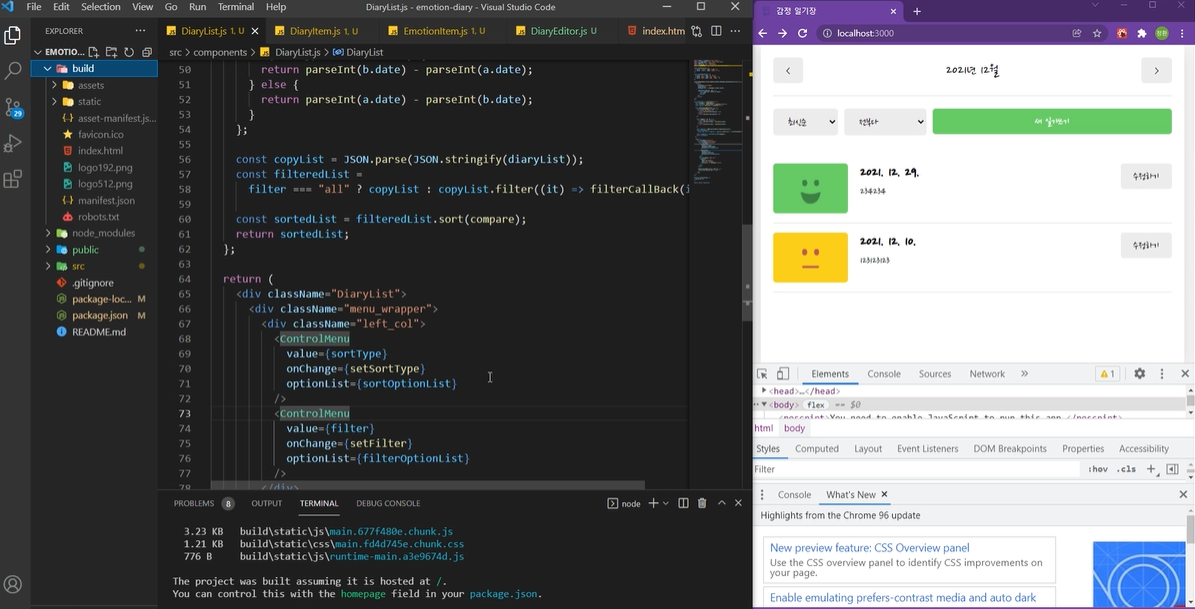 File Edit Selection View Go Run Terminal Help
DiaryList.js - emotion-diary - Visual Studio Code
EXPLORER
EMOTIO...
build
assets
static
asset-manifest.js...
favicon.ico
index.html
logo192.png
logo512.png
manifest.json
robots.txt
node_modules
public
src
.gitignore
package-loc... M
package.json M
README.md
29
DiaryList.js 1, U
DiaryItem.js 1, U
EmotionItem.js 1, U
DiaryEditor.js U
index.htm
src > components > DiaryList.js > DiaryList
50 return parseInt(b.date) - parseInt(a.date);
51 } else {
52 return parseInt(a.date) - parseInt(b.date);
53 }
54 };
55
56 const copyList = JSON.parse(JSON.stringify(diaryList));
57 const filteredList =
58 filter === "all" ? copyList : copyList.filter((it) => filterCallBack(i
59
60 const sortedList = filteredList.sort(compare);
61 return sortedList;
62 };
63
64 return (
65 <div className="DiaryList">
66 <div className="menu_wrapper">
67 <div className="left_col">
68 <ControlMenu
69 value={sortType}
70 onChange={setSortType}
71 optionList={sortOptionList}
72 />
73 <ControlMenu
74 value={filter}
75 onChange={setFilter}
76 optionList={filterOptionList}
77 />
78 </div>
PROBLEMS 8 OUTPUT TERMINAL DEBUG CONSOLE
node
3.23 KB build\static\js\main.677f480e.chunk.js
1.21 KB build\static\css\main.fd4d745e.chunk.css
776 B build\static\js\runtime-main.a3e9674d.js
The project was built assuming it is hosted at /.
You can control this with the homepage field in your package.json.
감정 일기장
localhost:3000
2021년 12월
최신순
전부다
새 일기쓰기
2021. 12. 29.
234234
수정하기
2021. 12. 10.
123123123
수정하기
Elements Console Sources Network
1
<head>…</head>
<body> flex == $0
<noscript>You need to enable JavaScript to run this app.</noscript>
html body
Styles Computed Layout Event Listeners DOM Breakpoints Properties Accessibility
Filter
:hov .cls
Console What's New
Highlights from the Chrome 96 update
New preview feature: CSS Overview panel
Use the CSS overview panel to identify CSS improvements on
your page.
Enable emulating prefers-contrast media and auto dark